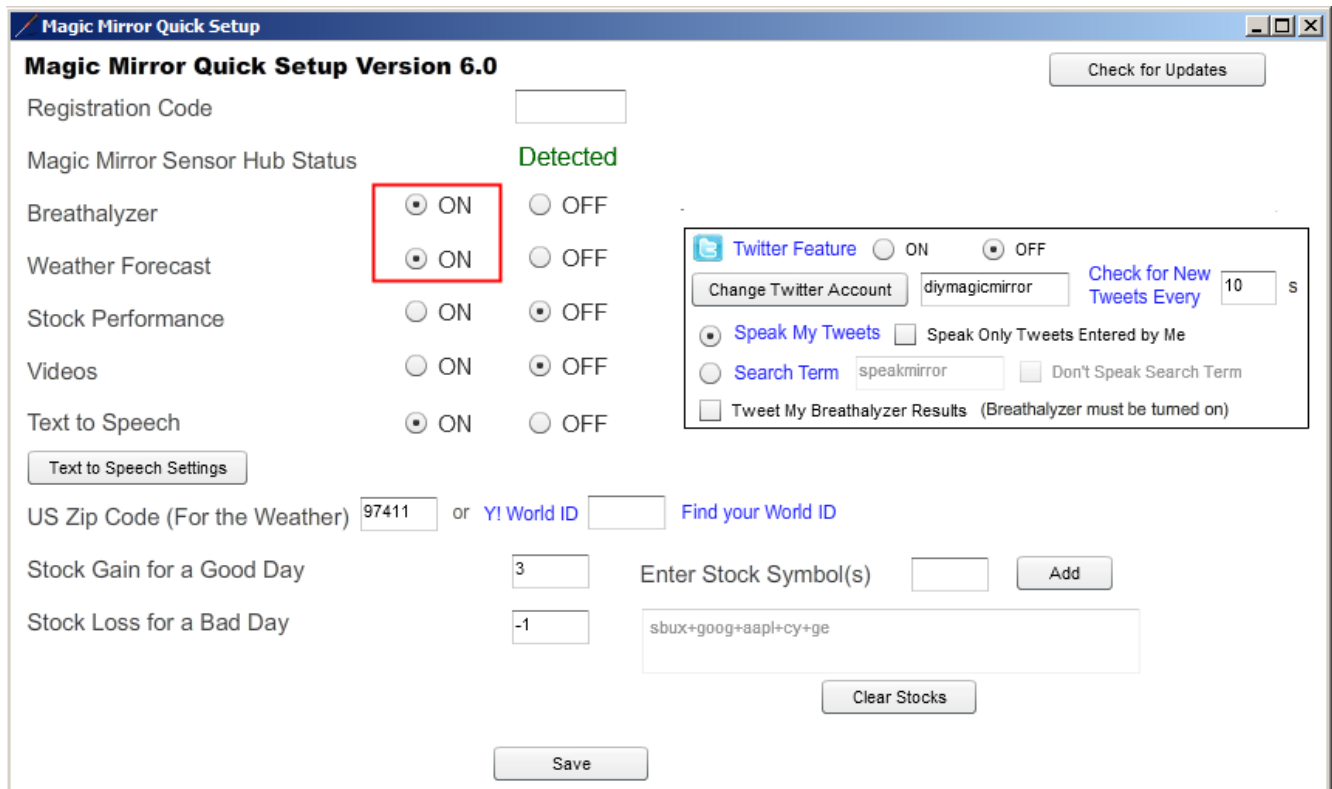 Magic Mirror Quick Setup
Magic Mirror Quick Setup Version 6.0
Check for Updates
Registration Code
Magic Mirror Sensor Hub Status Detected
Breathalyzer ON OFF
Weather Forecast ON OFF
Stock Performance ON OFF
Videos ON OFF
Text to Speech ON OFF
Text to Speech Settings
Twitter Feature ON OFF
Change Twitter Account diymagicmirror Check for New Tweets Every 10 s
Speak My Tweets Speak Only Tweets Entered by Me
Search Term speakmirror Don't Speak Search Term
Tweet My Breathalyzer Results (Breathalyzer must be turned on)
US Zip Code (For the Weather) 97411 or Y! World ID Find your World ID
Stock Gain for a Good Day 3 Enter Stock Symbol(s) Add
Stock Loss for a Bad Day -1 sbux+goog+aapl+cy+ge
Clear Stocks
Save